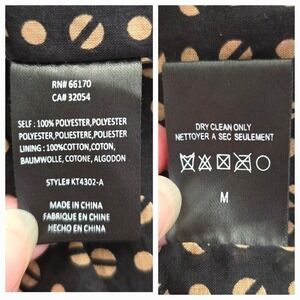 RN# 66170
CA# 32054
SELF : 100% POLYESTER,
POLYESTER,POLIESTERE,POLIESTER
LINING : 100%COTTON,COTON,
BAUMWOLLE, COTONE, ALGODON
STYLE# KT4302-A
MADE IN CHINA
FABRIQUE EN CHINE
HECHO EN CHINA
DRY CLEAN ONLY
NETTOYER A SEC SEULEMENT
M